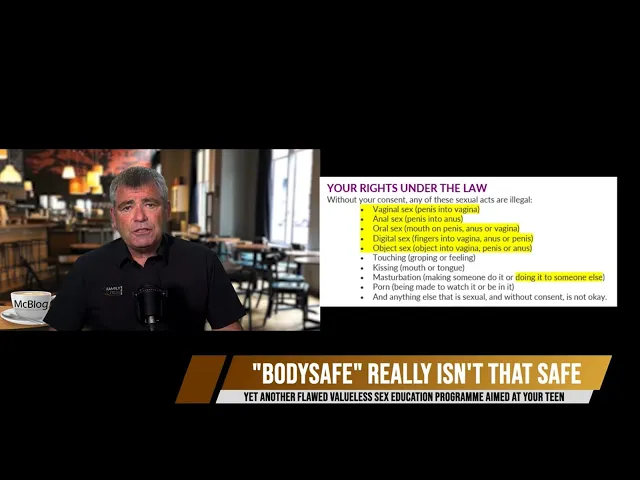 YOUR RIGHTS UNDER THE LAW
Without your consent, any of these sexual acts are illegal:
• Vaginal sex (penis into vagina)
• Anal sex (penis into anus)
• Oral sex (mouth on penis, anus or vagina)
• Digital sex (fingers into vagina, anus or penis)
• Object sex (object into vagina, penis or anus)
• Touching (groping or feeling)
• Kissing (mouth or tongue)
• Masturbation (making someone do it or doing it to someone else)
• Porn (being made to watch it or be in it)
• And anything else that is sexual, and without consent, is not okay.
McBlog
"BODYSAFE" REALLY ISN'T THAT SAFE
YET ANOTHER FLAWED VALUELESS SEX EDUCATION PROGRAMME AIMED AT YOUR TEEN